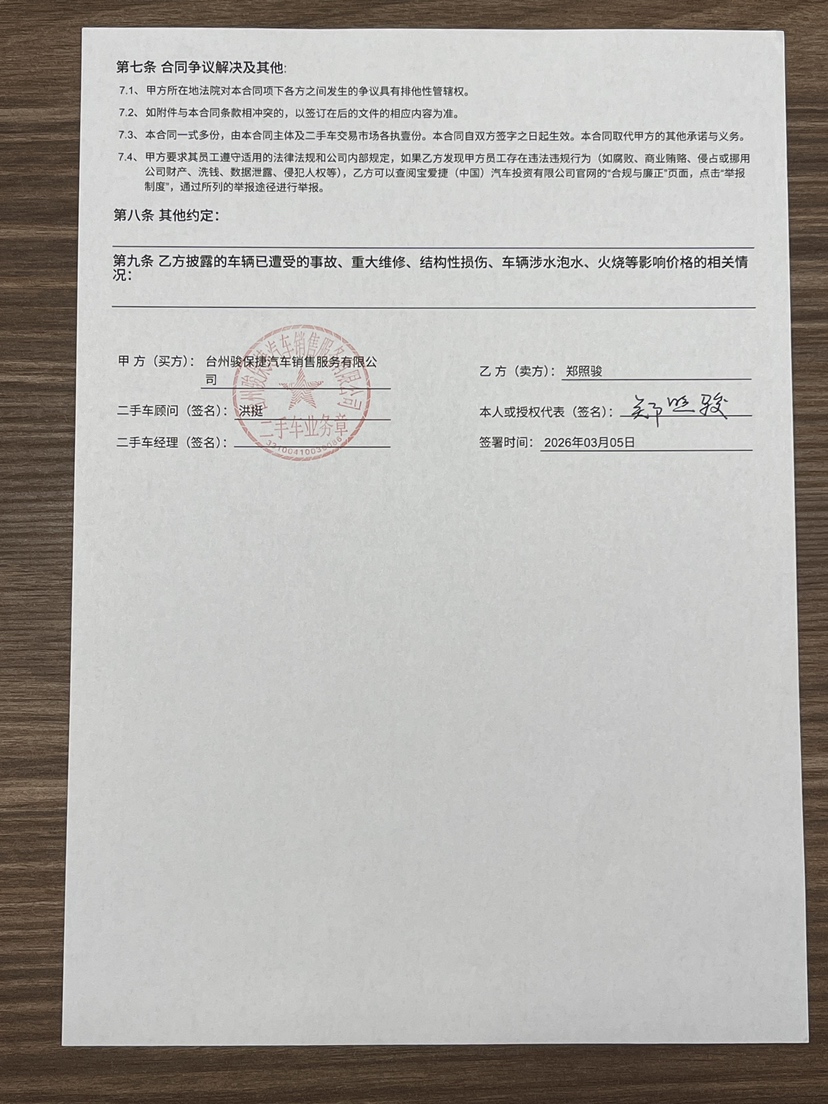 第七条 合同争议解决及其他:
7.1、甲方所在地法院对本合同项下各方之间发生的争议具有排他性管辖权。
7.2、如附件与本合同条款相冲突的，以签订在后的文件的相应内容为准。
7.3、本合同一式多份，由本合同主体及二手车交易市场各执壹份。本合同自双方签字之日起生效。本合同取代甲方的其他承诺与义务。
7.4、甲方要求其员工遵守适用的法律法规和公司内部规定，如果乙方发现甲方员工存在违法违规行为（如腐败、商业贿赂、侵占或挪用
公司财产、洗钱、数据泄露、侵犯人权等），乙方可以查阅宝爱捷（中国）汽车投资有限公司官网的“合规与廉正”页面，点击“举报
制度”，通过所列的举报途径进行举报。
第八条 其他约定：
第九条 乙方披露的车辆已遭受的事故、重大维修、结构性损伤、车辆涉水泡水、火烧等影响价格的相关情
况：
甲 方（买方）： 台州骏保捷汽车销售服务有限公
司
乙 方（卖方）： 郑照骏
二手车顾问（签名）： 洪挺
本人或授权代表（签名）： 郑照骏
二手车经理（签名）：
签署时间： 2026年03月05日
台州骏保捷汽车销售服务有限公司
二手车业务章